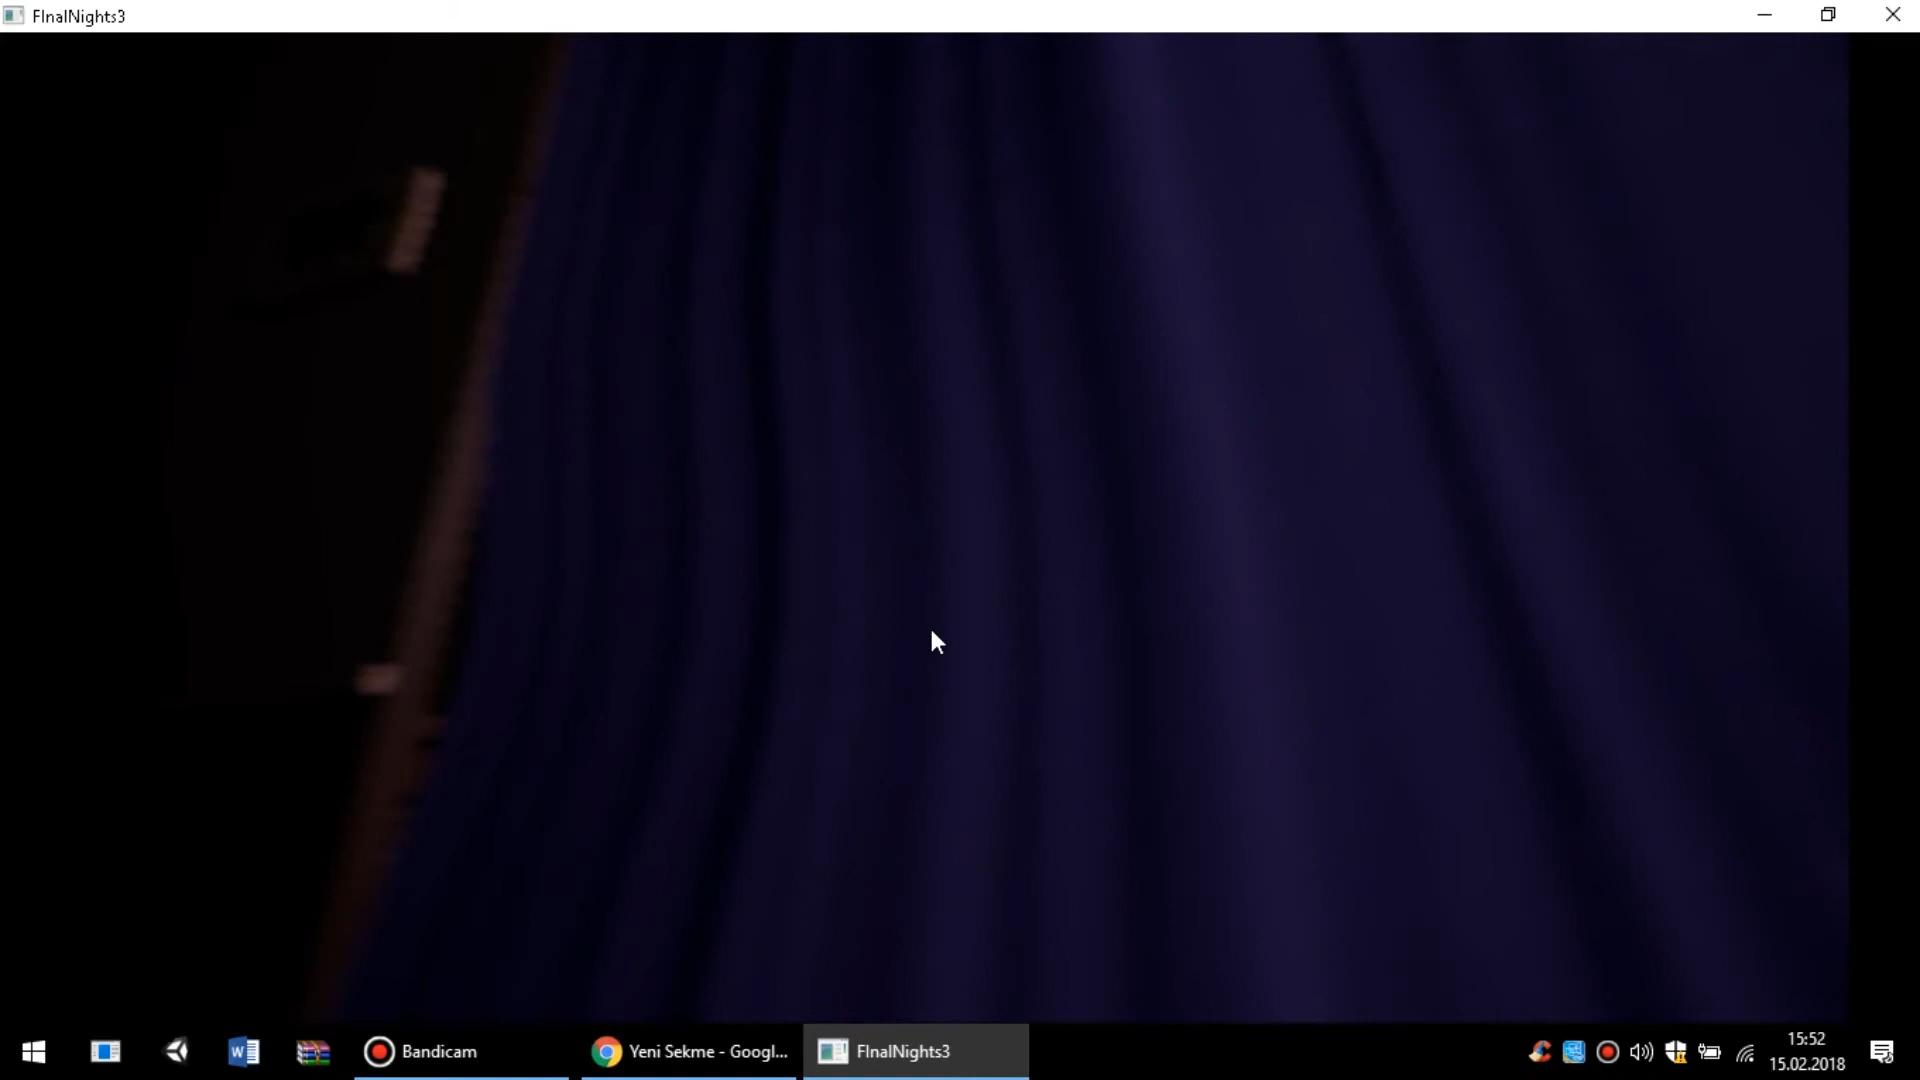 FInalNights3
Bandicam
Yeni Sekme - Googl...
FInalNights3
15:52
15.02.2018